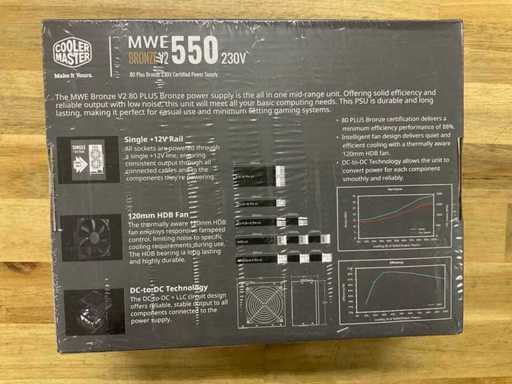 COOLER
MASTER
Make It Yours.
MWE 550 230V
BRONZE V2
80 Plus Bronze 230V Certified Power Supply
The MWE Bronze V2 80 PLUS Bronze power supply is the all in one mid-range unit. Offering solid efficiency and
reliable output with low noise, this unit will meet all your basic computing needs. This PSU is durable and long
lasting, making it perfect for casual use and minimum setting gaming systems.
Single +12V Rail
All sockets are powered through
a single +12V line, ensuring
consistent output through all
connected cables and the
components they're powering.
120mm HDB Fan
The thermally aware 120mm HDB
fan employs responsive fanspeed
control, limiting noise to specific
cooling requirements during use.
The HDB bearing is long lasting
and highly durable.
DC-to-DC Technology
The DC-to-DC + LLC circuit design
offers reliable, stable output to all
components connected to the
power supply.
• 80 PLUS Bronze certification delivers a
minimum efficiency performance of 88%.
• Intelligent fan design delivers quiet and
efficient cooling with a thermally aware
120mm HDB fan.
• DC-to-DC Technology allows the unit to
convert power for each component
smoothly and reliably.
Efficiency